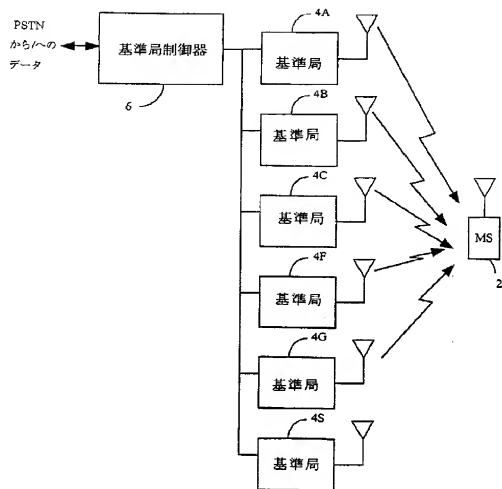 PSTN
から/への
データ
基準局制御器
6
4A
基準局
4B
基準局
4C
基準局
4F
基準局
4G
基準局
4S
基準局
MS
2